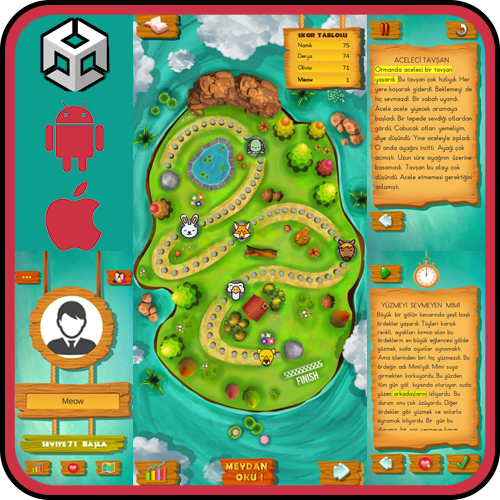 SKOR TABLOSU
Namık 75
Derya 74
Olivia 71
Meow 1
ACELECİ TAVŞAN
Ormanda aceleci bir tavşan
yaşardı. Bu tavşan çok hızlıydı. Her
yere koşarak giderdi. Beklemeyi de
hiç sevmezdi. Bir sabah uyandı.
Acele acele yiyecek aramaya
başladı. Bir tepede sevdiği otlardan
gördü. Çabucak otları yemeliyim,
diye düşündü. Yine aceleyle zıpladı.
O anda ayağını incitti. Ayağı çok
acımıştı. Uzun süre ayağının üzerine
basamadı. Tavşan bu olayı çok
düşündü. Acele etmemesi gerektiğini
anlamıştı.
YÜZMEYİ SEVMEYEN MİMİ
Büyük bir gölün kenarında yeşil başlı
ördekler yaşardı. Tüyleri karışık
renkli, ayakları kırmızı olan bu
ördeklerin en büyük eğlencesi gölde
yüzmek, suda oyunlar oynamaktı.
Ama içlerinden biri hiç yüzmezdi. Bu
ördeğin adı Mimi'ydi. Mimi suya
girmekten korkuyordu. Bu yüzden
tüm gün göl kıyısında oturuyor, suda
yüzen arkadaşlarını izliyordu. Bu
durum onu çok üzüyordu. Diğer
ördekler gibi yüzmek ve onlarla
oynamak istiyordu. Bir gün bu
Meow
SEVİYE 75 BAŞLA
FINISH
MEYDAN
OKU !